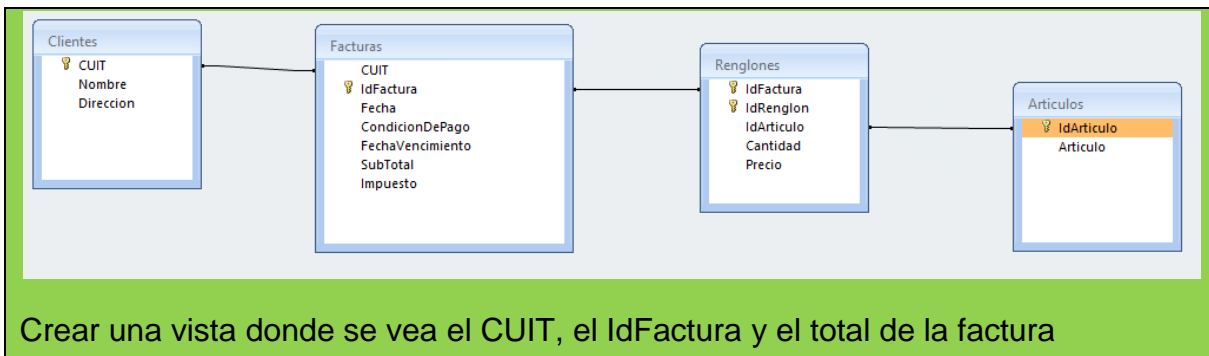 Clientes
CUIT
Nombre
Direccion
Facturas
CUIT
IdFactura
Fecha
CondicionDePago
FechaVencimiento
SubTotal
Impuesto
Renglones
IdFactura
IdRenglon
IdArticulo
Cantidad
Precio
Articulos
IdArticulo
Articulo
Crear una vista donde se vea el CUIT, el IdFactura y el total de la factura